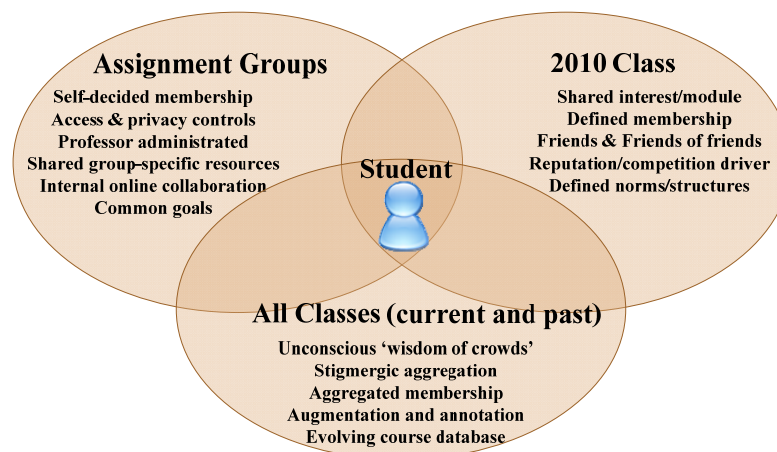 Assignment Groups
Self-decided membership
Access & privacy controls
Professor administrated
Shared group-specific resources
Internal online collaboration
Common goals
2010 Class
Shared interest/module
Defined membership
Friends & Friends of friends
Reputation/competition driver
Defined norms/structures
Student
All Classes (current and past)
Unconscious ‘wisdom of crowds’
Stigmergic aggregation
Aggregated membership
Augmentation and annotation
Evolving course database